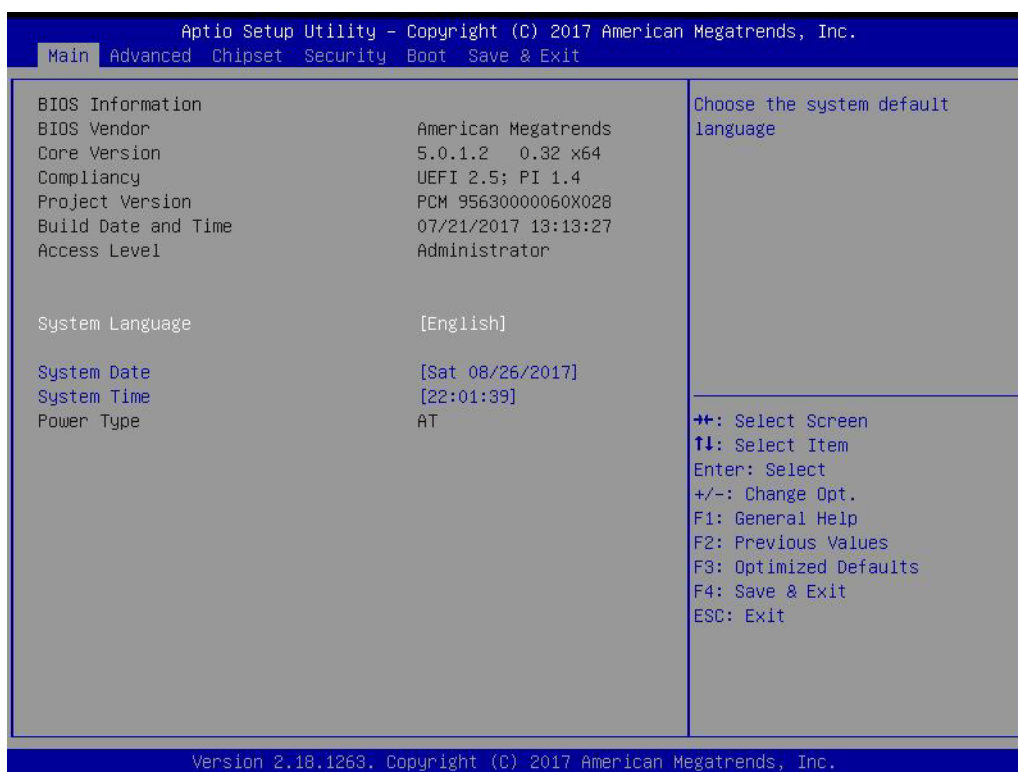 Aptio Setup Utility – Copyright (C) 2017 American Megatrends, Inc.
Main Advanced Chipset Security Boot Save & Exit
BIOS Information
BIOS Vendor American Megatrends
Core Version 5.0.1.2 0.32 x64
Compliancy UEFI 2.5; PI 1.4
Project Version PCM 95630000060X028
Build Date and Time 07/21/2017 13:13:27
Access Level Administrator
System Language [English]
System Date [Sat 08/26/2017]
System Time [22:01:39]
Power Type AT
Choose the system default
language
→←: Select Screen
↑↓: Select Item
Enter: Select
+/-: Change Opt.
F1: General Help
F2: Previous Values
F3: Optimized Defaults
F4: Save & Exit
ESC: Exit
Version 2.18.1263. Copyright (C) 2017 American Megatrends, Inc.